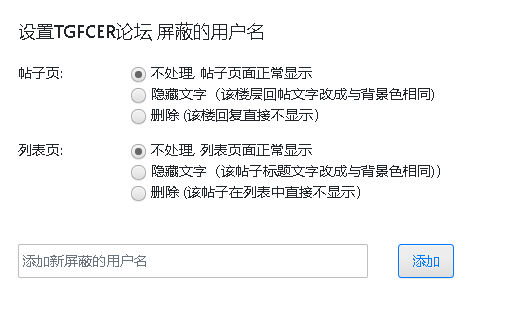 设置TGFCER论坛 屏蔽的用户名
帖子页: 不处理, 帖子页面正常显示
隐藏文字（该楼层回帖文字改成与背景色相同)
删除 (该楼回复直接不显示）
列表页: 不处理, 列表页面正常显示
隐藏文字（该帖子标题文字改成与背景色相同)）
删除 (该帖子在列表中直接不显示）
添加新屏蔽的用户名 添加